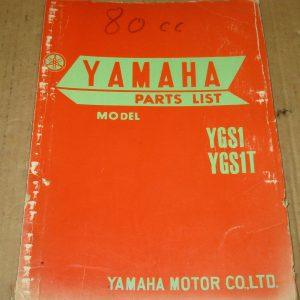 80 cc
YAMAHA
PARTS LIST
MODEL
YGS1
YGS1T
YAMAHA MOTOR CO.,LTD.